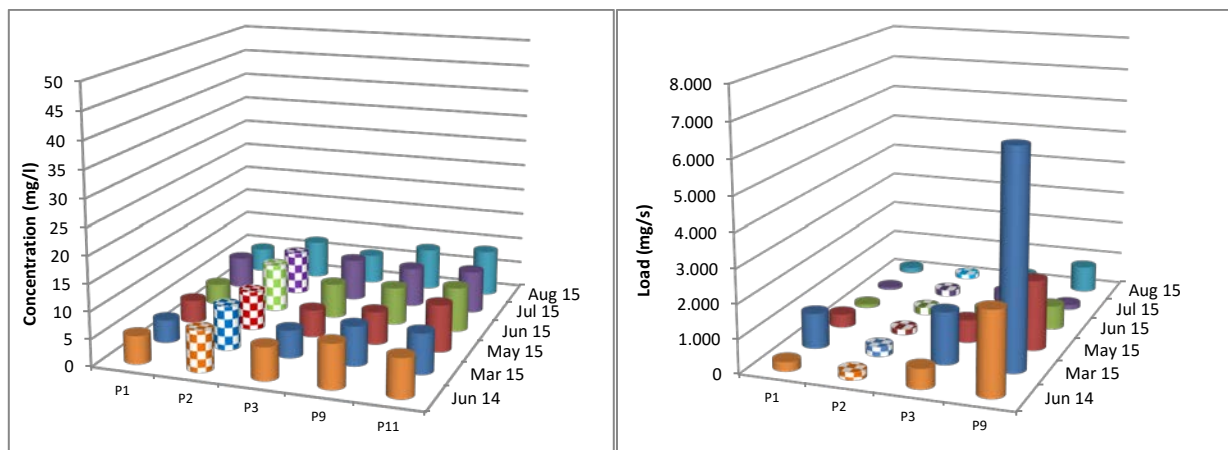 Concentration (mg/l)
50
45
40
35
30
25
20
15
10
5
0
P1
P2
P3
P9
P11
Jun 14
Mar 15
May 15
Jun 15
Jul 15
Aug 15
Load (mg/s)
8.000
7.000
6.000
5.000
4.000
3.000
2.000
1.000
0
P1
P2
P3
P9
Jun 14
Mar 15
May 15
Jun 15
Jul 15
Aug 15